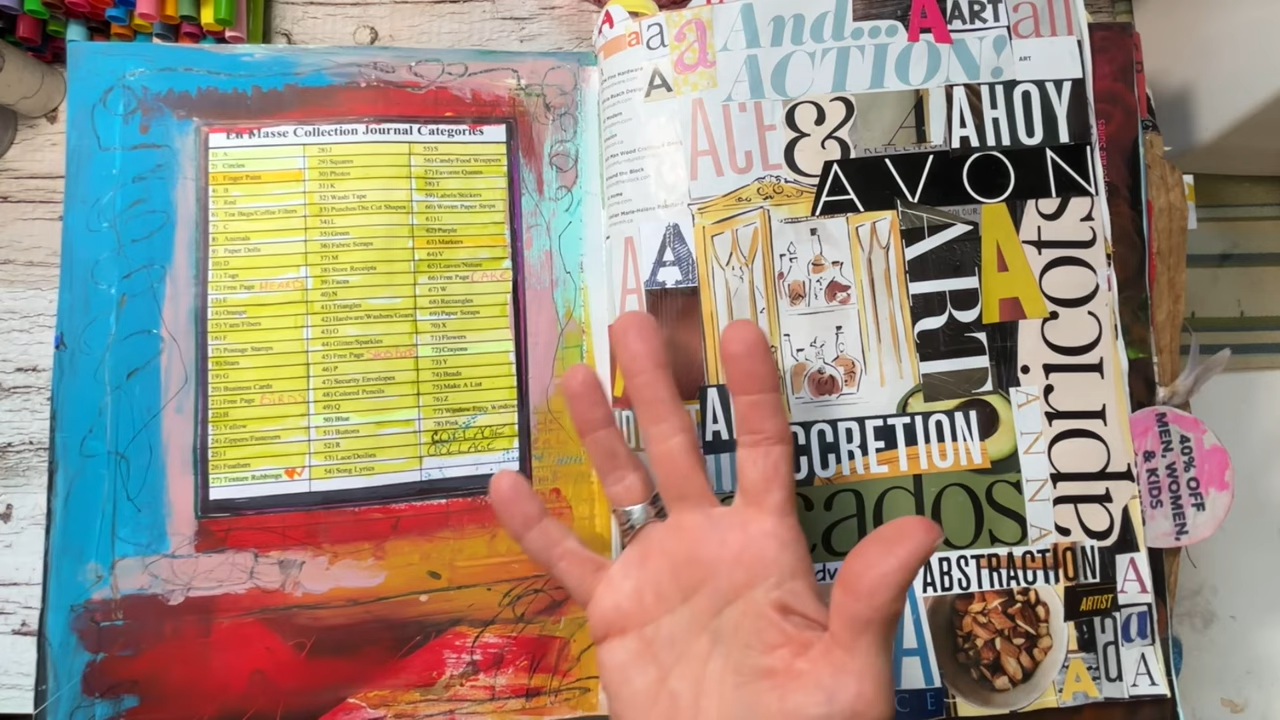 En Masse Collection Journal Categories
1) A
2) Circles
3) Finger Paint
4) B
5) Red
6) Tea Bags/Coffee Filters
7) C
8) Animals
9) Paper Dolls
10) D
11) Tags
12) Free Page HEARTS
13) E
14) Orange
15) Yarn/Fibers
16) F
17) Postage Stamps
18) Stars
19) G
20) Business Cards
21) Free Page BIRDS
22) H
23) Yellow
24) Zippers/Fasteners
25) I
26) Feathers
27) Texture Rubbings
28) J
29) Squares
30) Photos
31) K
32) Washi Tape
33) Punches/Die Cut Shapes
34) L
35) Green
36) Fabric Scraps
37) M
38) Store Receipts
39) Faces
40) N
41) Triangles
42) Hardware/Washers/Gears
43) O
44) Glitter/Sparkles
45) Free Page
46) P
47) Security Envelopes
48) Colored Pencils
49) Q
50) Blue
51) Buttons
52) R
53) Lace/Doilies
54) Song Lyrics
55) S
56) Candy/Food Wrappers
57) Favorite Quotes
58) T
59) Labels/Stickers
60) Woven Paper Strips
61) U
62) Purple
63) Markers
64) V
65) Leaves/Nature
66) Free Page
67) W
68) Rectangles
69) Paper Scraps
70) X
71) Flowers
72) Crayons
73) Y
74) Beads
75) Make A List
76) Z
77) Window Envy Windows
78) Pink
COLLAGE
COLLAGE
A a a a And... A ART all
A ACTION! ART
ACE & A AHOY
AVON
A A ART A apricots
A CCRETION
ANNA
cados
ABSTRACTION
A
ARTIST
a a
A A A
CE
40% OFF
MEN, WOMEN,
& KIDS